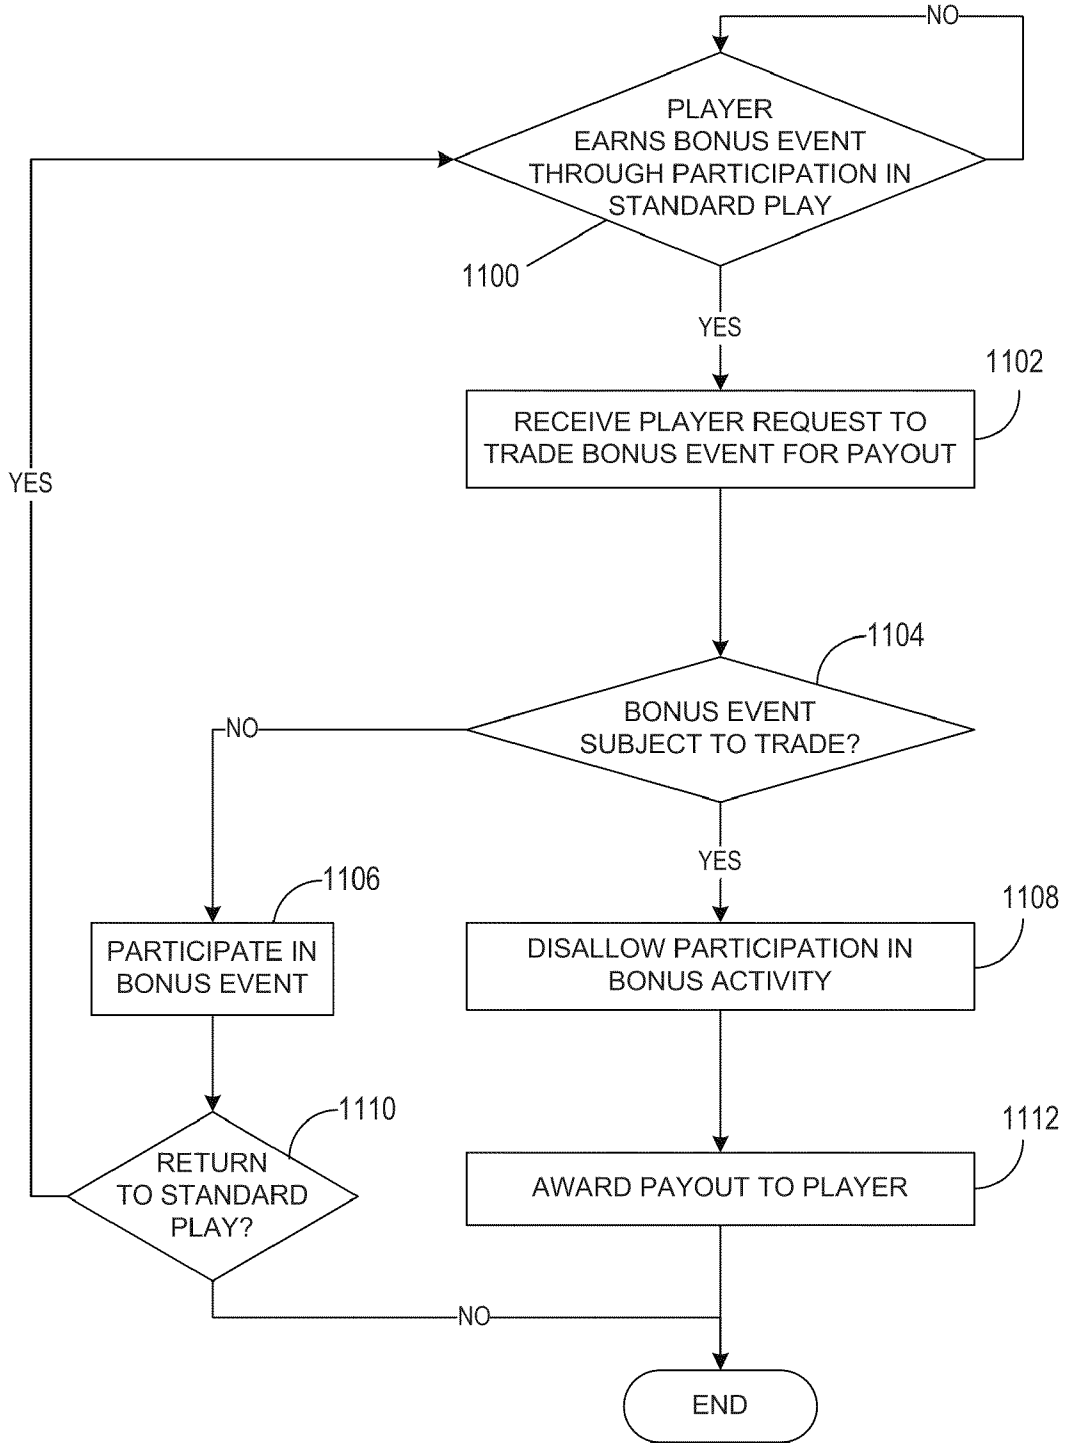 NO
PLAYER
EARNS BONUS EVENT
THROUGH PARTICIPATION IN
STANDARD PLAY
1100
YES
1102
RECEIVE PLAYER REQUEST TO
TRADE BONUS EVENT FOR PAYOUT
YES
1104
BONUS EVENT
SUBJECT TO TRADE?
NO
YES
1106
PARTICIPATE IN
BONUS EVENT
1108
DISALLOW PARTICIPATION IN
BONUS ACTIVITY
1110
RETURN
TO STANDARD
PLAY?
1112
AWARD PAYOUT TO PLAYER
NO
END